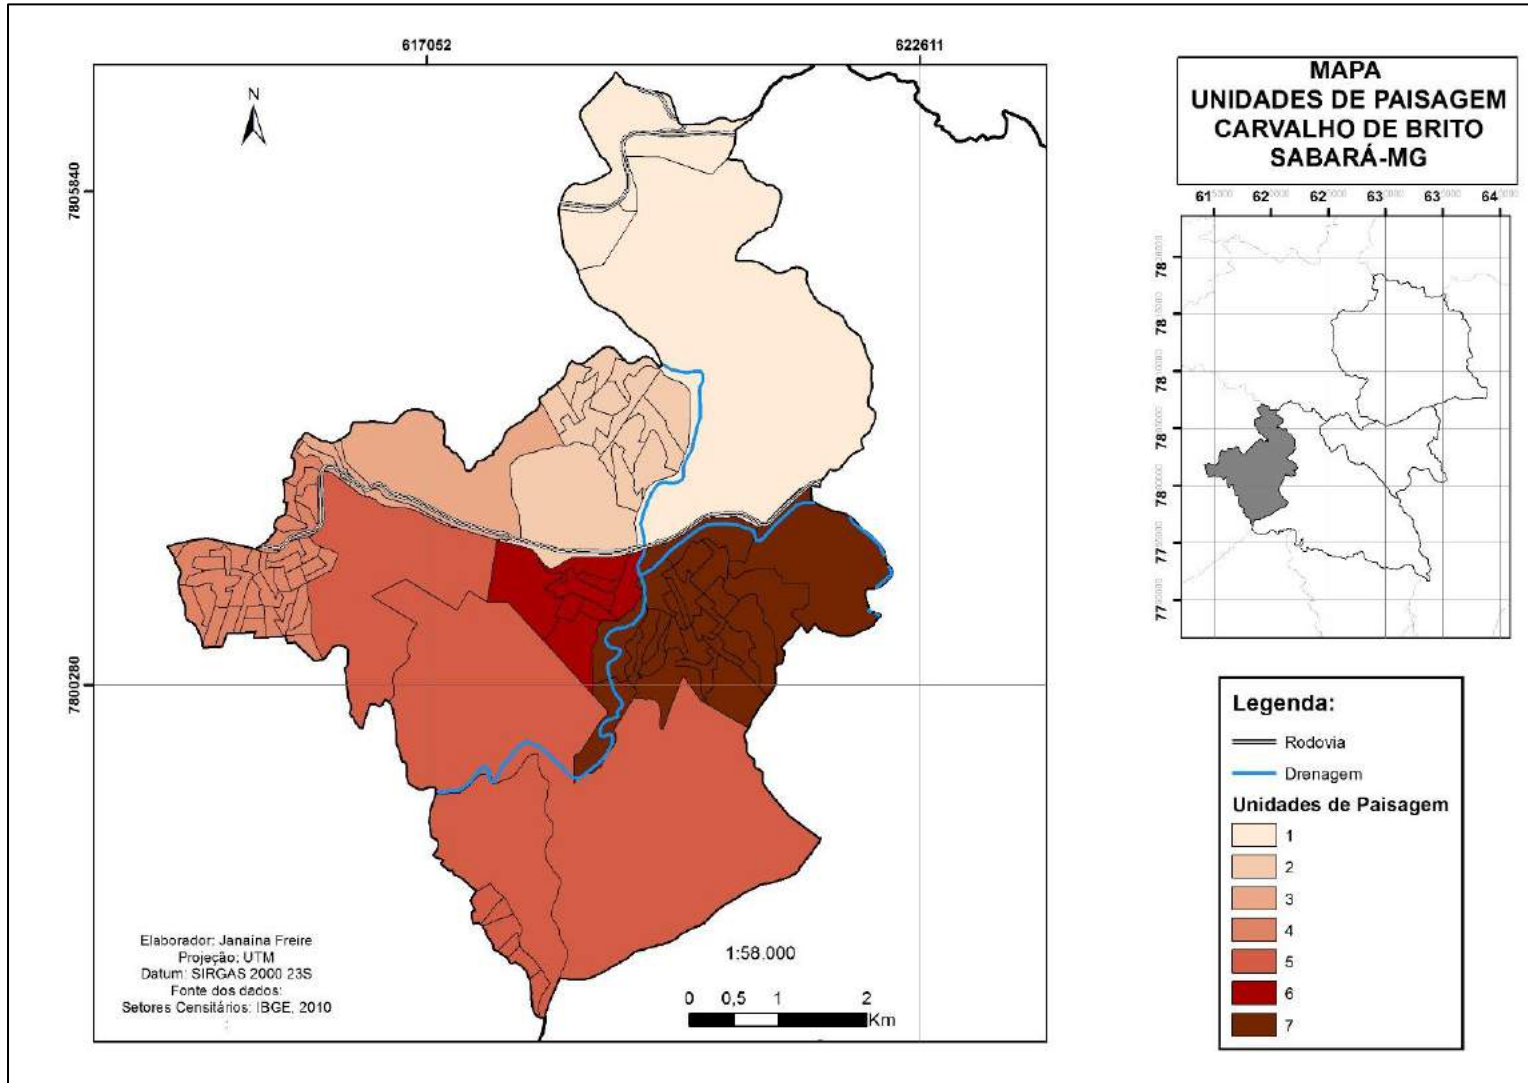 617052
622611
N
7805840
7800280
MAPA
UNIDADES DE PAISAGEM
CARVALHO DE BRITO
SABARÁ-MG
61 62 62 63 63 64
78
78
78
78
78
77
77
Legenda:
Rodovia
Drenagem
Unidades de Paisagem
1
2
3
4
5
6
7
Elaborador: Janaina Freire
Projeção: UTM
Datum: SIRGAS 2000 23S
Fonte dos dados:
Setores Censitários: IBGE, 2010
:
1:58.000
0 0,5 1 2
Km